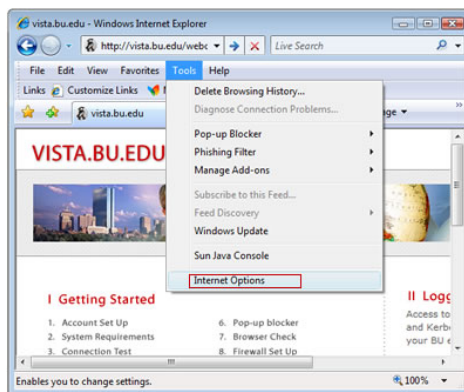 vista.bu.edu - Windows Internet Explorer
http://vista.bu.edu/webc
Live Search
File Edit View Favorites Tools Help
Links Customize Links
vista.bu.edu
Delete Browsing History...
Diagnose Connection Problems...
Pop-up Blocker
Phishing Filter
Manage Add-ons
Subscribe to this Feed...
Feed Discovery
Windows Update
Sun Java Console
Internet Options
VISTA.BU.EDU
I Getting Started
1. Account Set Up
2. System Requirements
3. Connection Test
6. Pop-up blocker
7. Browser Check
8. Firewall Set Up
II Logg
Access to
and Kerb
your BU e
Enables you to change settings.
100%